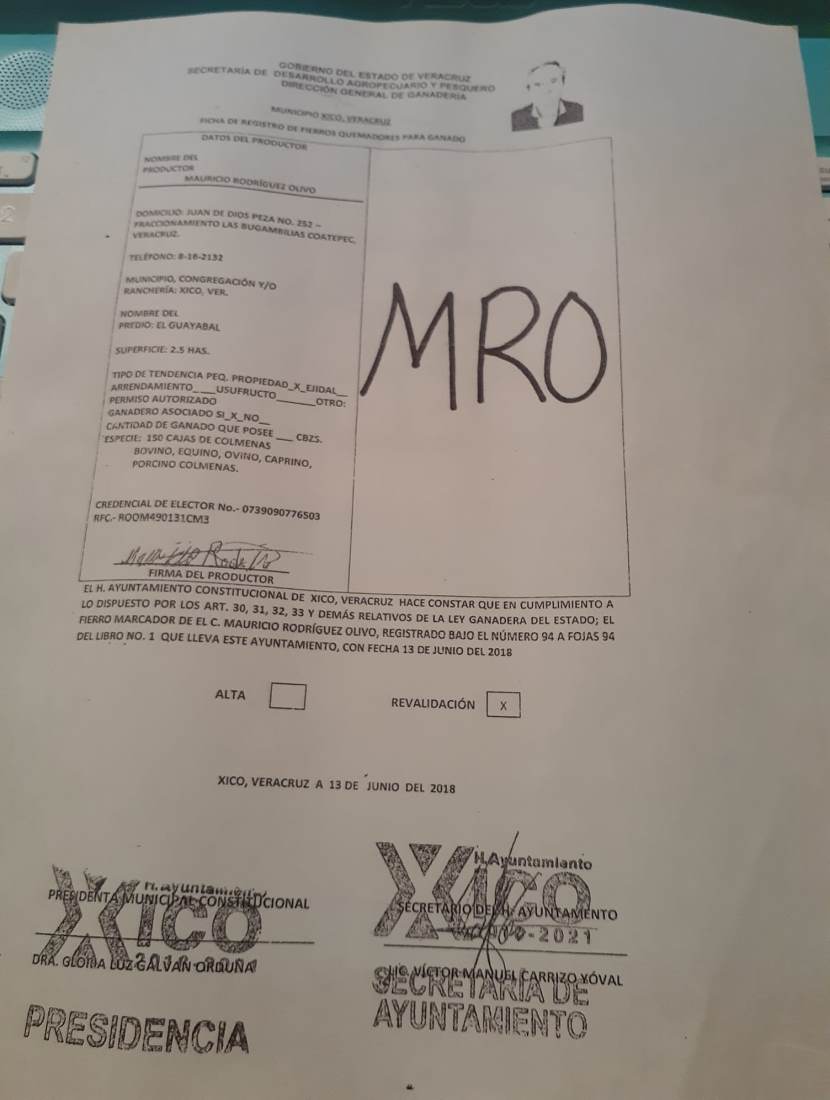 GOBIERNO DEL ESTADO DE VERACRUZ
SECRETARÍA DE DESARROLLO AGROPECUARIO Y PESQUERO
DIRECCIÓN GENERAL DE GANADERÍA
MUNICIPIO XICO, VERACRUZ
FICHA DE REGISTRO DE FIERROS QUEMADORES PARA GANADO
DATOS DEL PRODUCTOR
NOMBRE DEL
PRODUCTOR
MAURICIO RODRÍGUEZ OLIVO
DOMICILIO: JUAN DE DIOS PEZA NO. 252 –
FRACCIONAMIENTO LAS BUGAMBILIAS COATEPEC,
VERACRUZ.
TELÉFONO: 8-16-2132
MUNICIPIO, CONGREGACIÓN Y/O
RANCHERÍA: XICO, VER.
NOMBRE DEL
PREDIO: EL GUAYABAL
SUPERFICIE: 2.5 HAS.
TIPO DE TENDENCIA PEQ. PROPIEDAD_X_EJIDAL__
ARRENDAMIENTO____USUFRUCTO
PERMISO AUTORIZADO_______OTRO:
GANADERO ASOCIADO SI_X_NO__
CANTIDAD DE GANADO QUE POSEE ___ CBZS.
ESPECIE: 150 CAJAS DE COLMENAS
BOVINO, EQUINO, OVINO, CAPRINO,
PORCINO COLMENAS.
CREDENCIAL DE ELECTOR No.- 0739090776503
RFC.- ROOM490131CM3
FIRMA DEL PRODUCTOR
MRO
EL H. AYUNTAMIENTO CONSTITUCIONAL DE XICO, VERACRUZ HACE CONSTAR QUE EN CUMPLIMIENTO A
LO DISPUESTO POR LOS ART. 30, 31, 32, 33 Y DEMÁS RELATIVOS DE LA LEY GANADERA DEL ESTADO; EL
FIERRO MARCADOR DE EL C. MAURICIO RODRÍGUEZ OLIVO, REGISTRADO BAJO EL NÚMERO 94 A FOJAS 94
DEL LIBRO NO. 1 QUE LLEVA ESTE AYUNTAMIENTO, CON FECHA 13 DE JUNIO DEL 2018
ALTA
REVALIDACIÓN X
XICO, VERACRUZ A 13 DE JUNIO DEL 2018
H. Ayuntamiento
PRESIDENTA MUNICIPAL CONSTITUCIONAL
XICO
DRA. GLORIA LUZ GALVÁN ORDUÑA
PRESIDENCIA
H. Ayuntamiento
XICO
SECRETARIO DEL H. AYUNTAMIENTO
2021
LIC. VÍCTOR MANUEL CARRIZO YÓVAL
SECRETARÍA DE
AYUNTAMIENTO